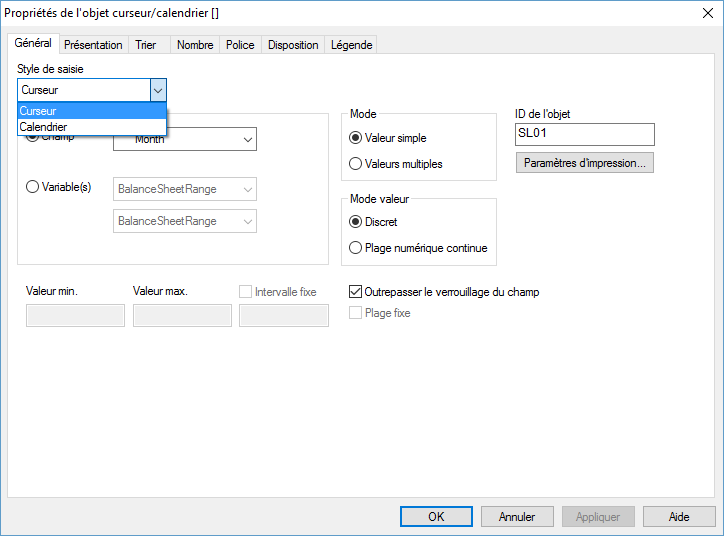 Propriétés de l'objet curseur/calendrier []
Général Présentation Trier Nombre Police Disposition Légende
Style de saisie
Curseur
Curseur
Calendrier
Champ
Month
Variable(s)
BalanceSheetRange
BalanceSheetRange
Mode
Valeur simple
Valeurs multiples
Mode valeur
Discret
Plage numérique continue
ID de l'objet
SL01
Paramètres d'impression...
Valeur min.
Valeur max.
Intervalle fixe
Outrepasser le verrouillage du champ
Plage fixe
OK Annuler Appliquer Aide